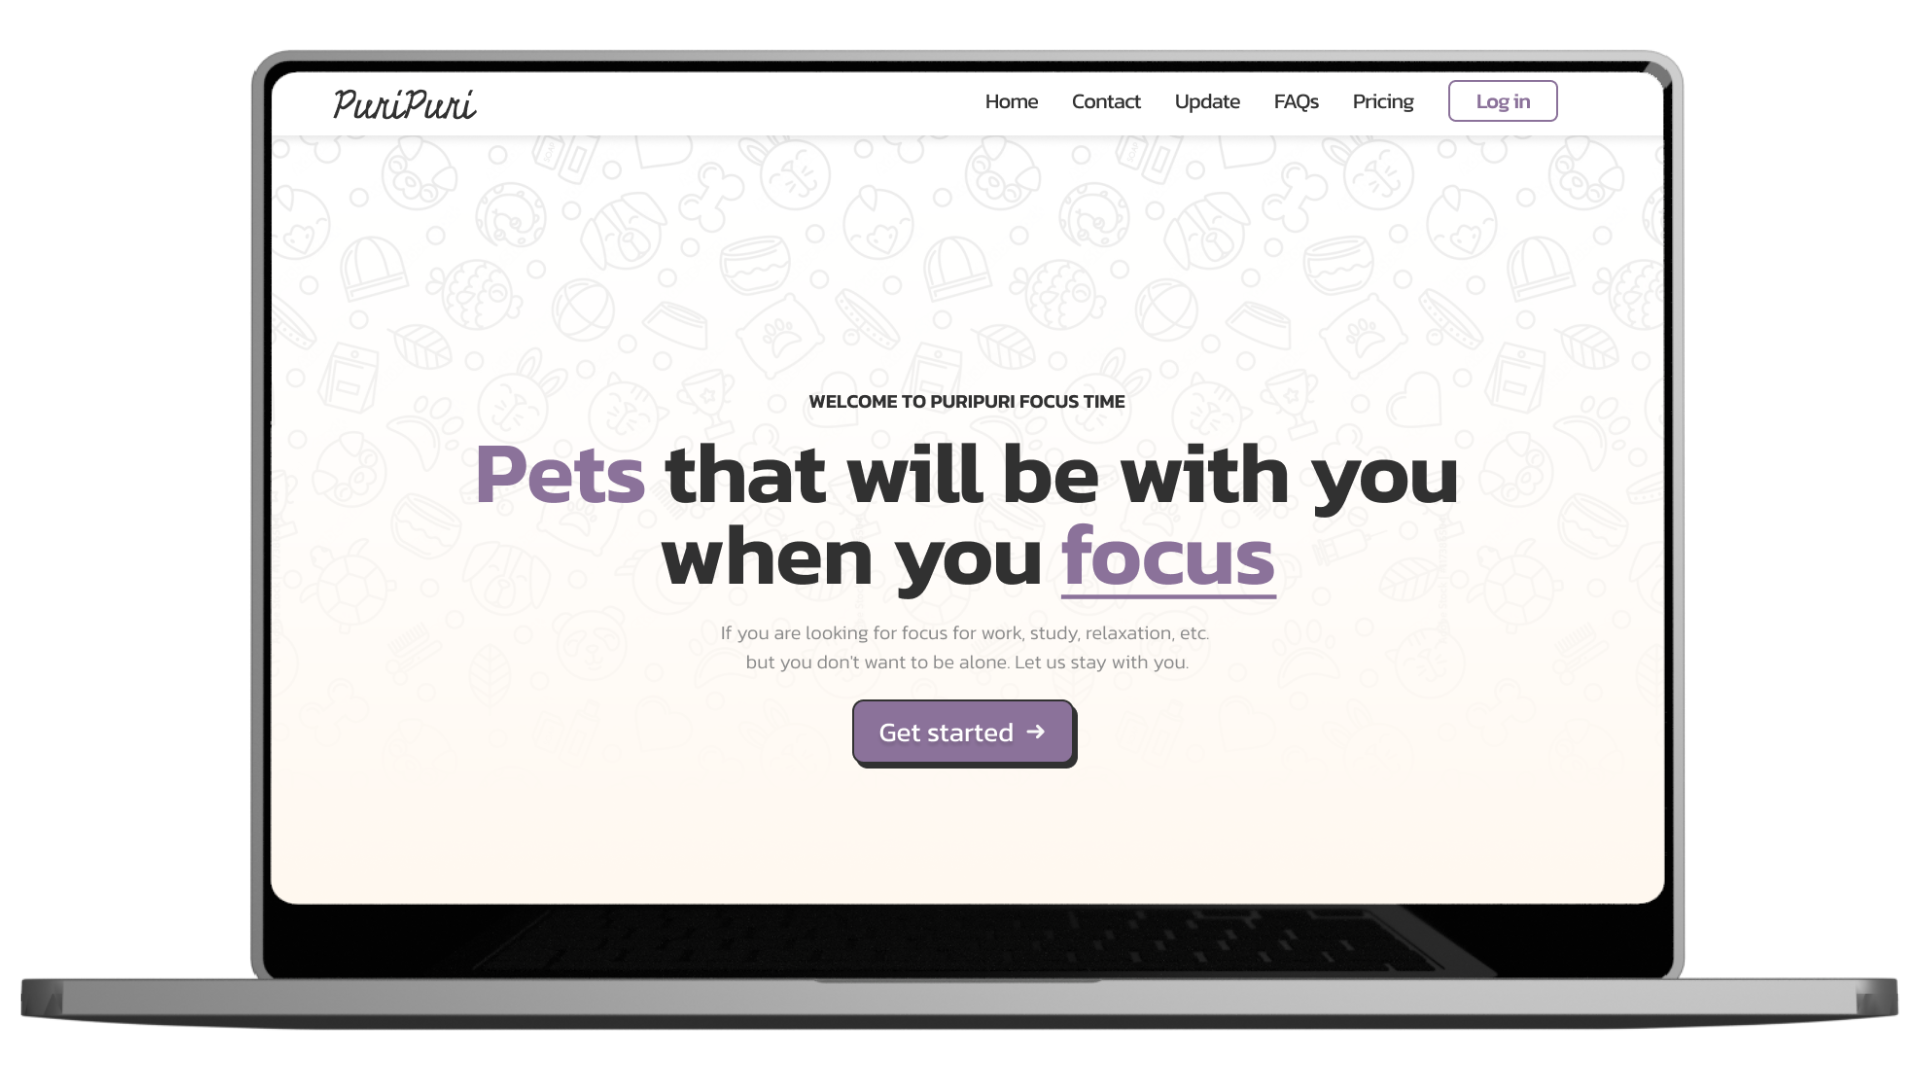 PuriPuri
Home Contact Update FAQs Pricing Log in
WELCOME TO PURIPURI FOCUS TIME
Pets that will be with you
when you focus
If you are looking for focus for work, study, relaxation, etc.
but you don't want to be alone. Let us stay with you.
Get started →